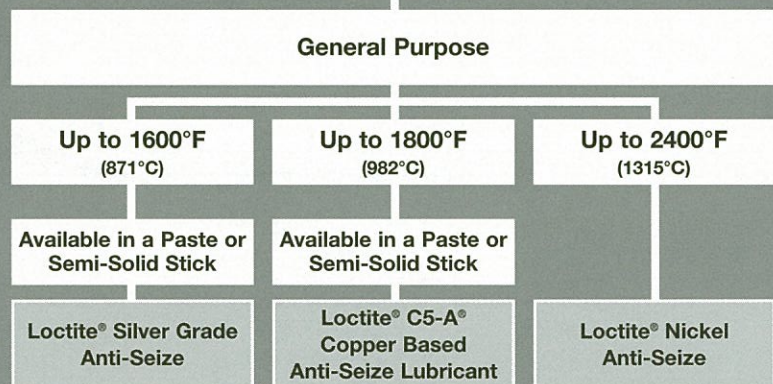 General Purpose
Up to 1600°F
(871°C)
Up to 1800°F
(982°C)
Up to 2400°F
(1315°C)
Available in a Paste or
Semi-Solid Stick
Available in a Paste or
Semi-Solid Stick
Loctite® Silver Grade
Anti-Seize
Loctite® C5-A®
Copper Based
Anti-Seize Lubricant
Loctite® Nickel
Anti-Seize